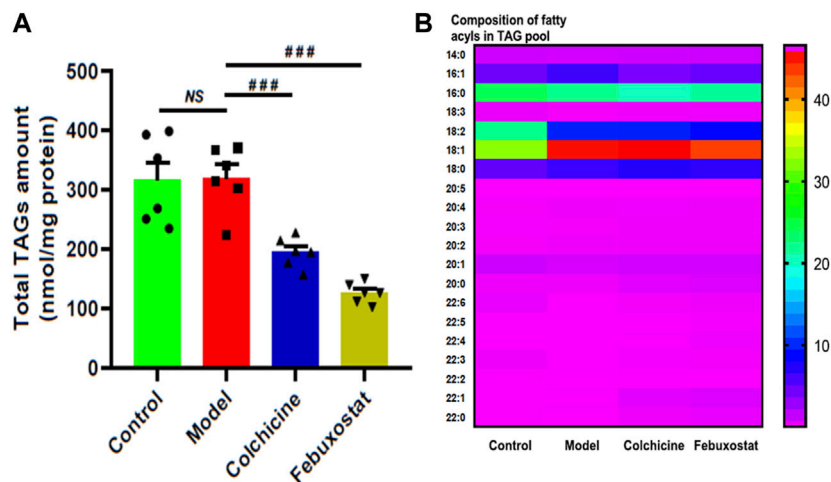 A
Total TAGs amount
(nmol/mg protein)
500
400
300
200
100
0
NS
###
###
Control
Model
Colchicine
Febuxostat
B
Composition of fatty
acyls in TAG pool
14:0
16:1
16:0
18:3
18:2
18:1
18:0
20:5
20:4
20:3
20:2
20:1
20:0
22:6
22:5
22:4
22:3
22:2
22:1
22:0
Control Model Colchicine Febuxostat
40
30
20
10